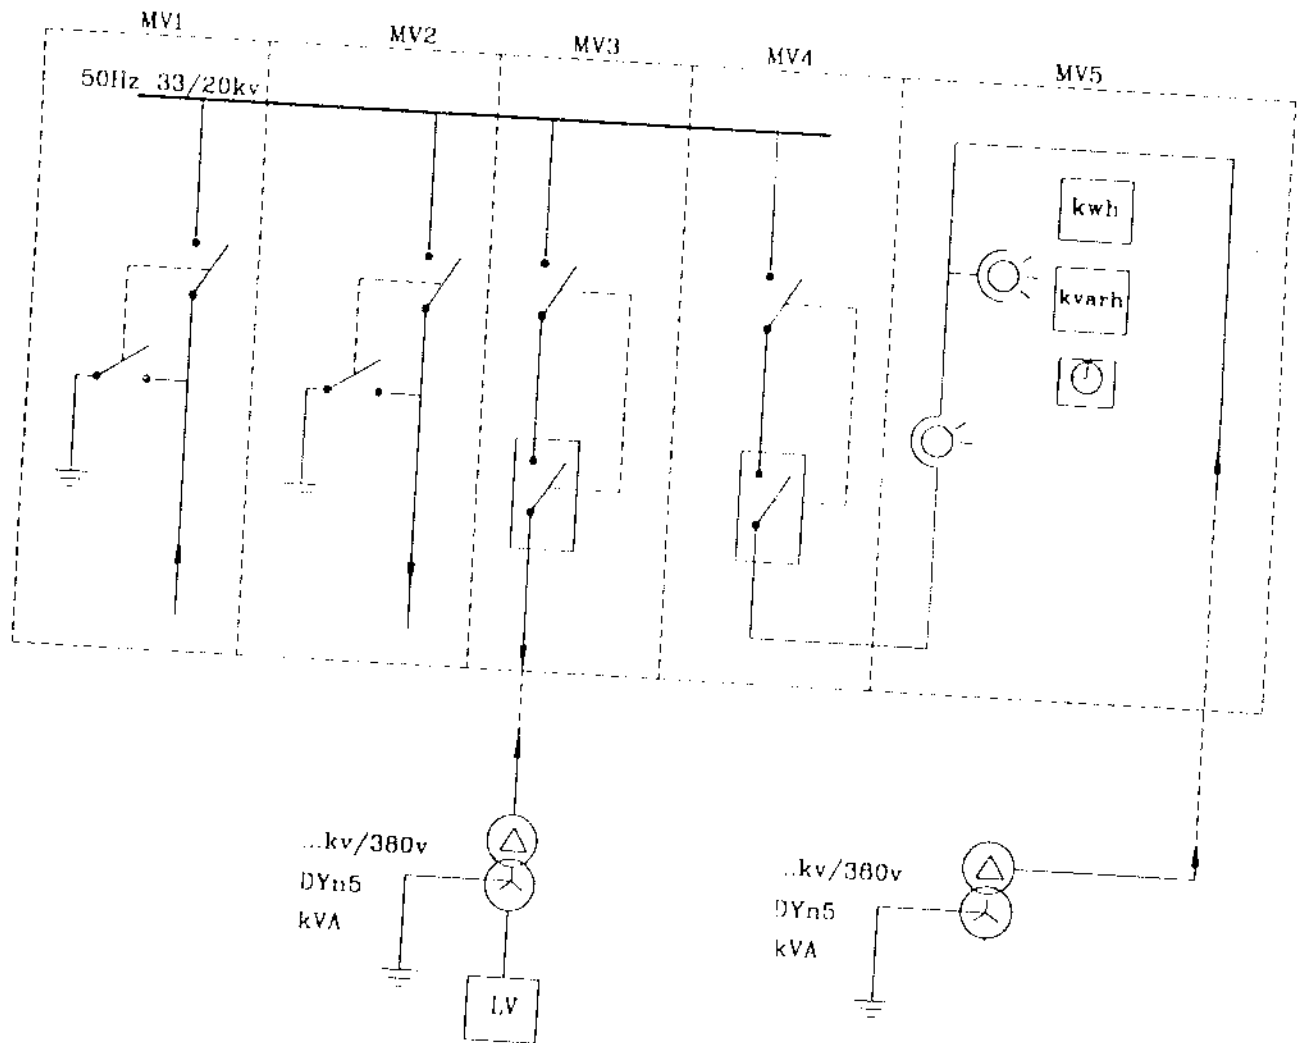 MV1
MV2
MV3
MV4
MV5
50Hz 33/20kv
kwh
kvarh
...kv/380v
DYn5
kVA
LV
..kv/380v
DYn5
kVA